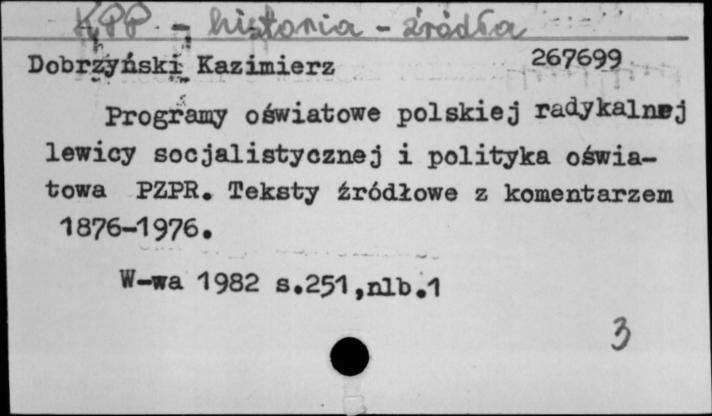 KPP - historia - źródła
Dobrzyński Kazimierz 267699
Programy oświatowe polskiej radykalnej
lewicy socjalistycznej i polityka oświa-
towa PZPR. Teksty źródłowe z komentarzem
1876-1976.
W-wa 1982 s.251,nlb.1
3